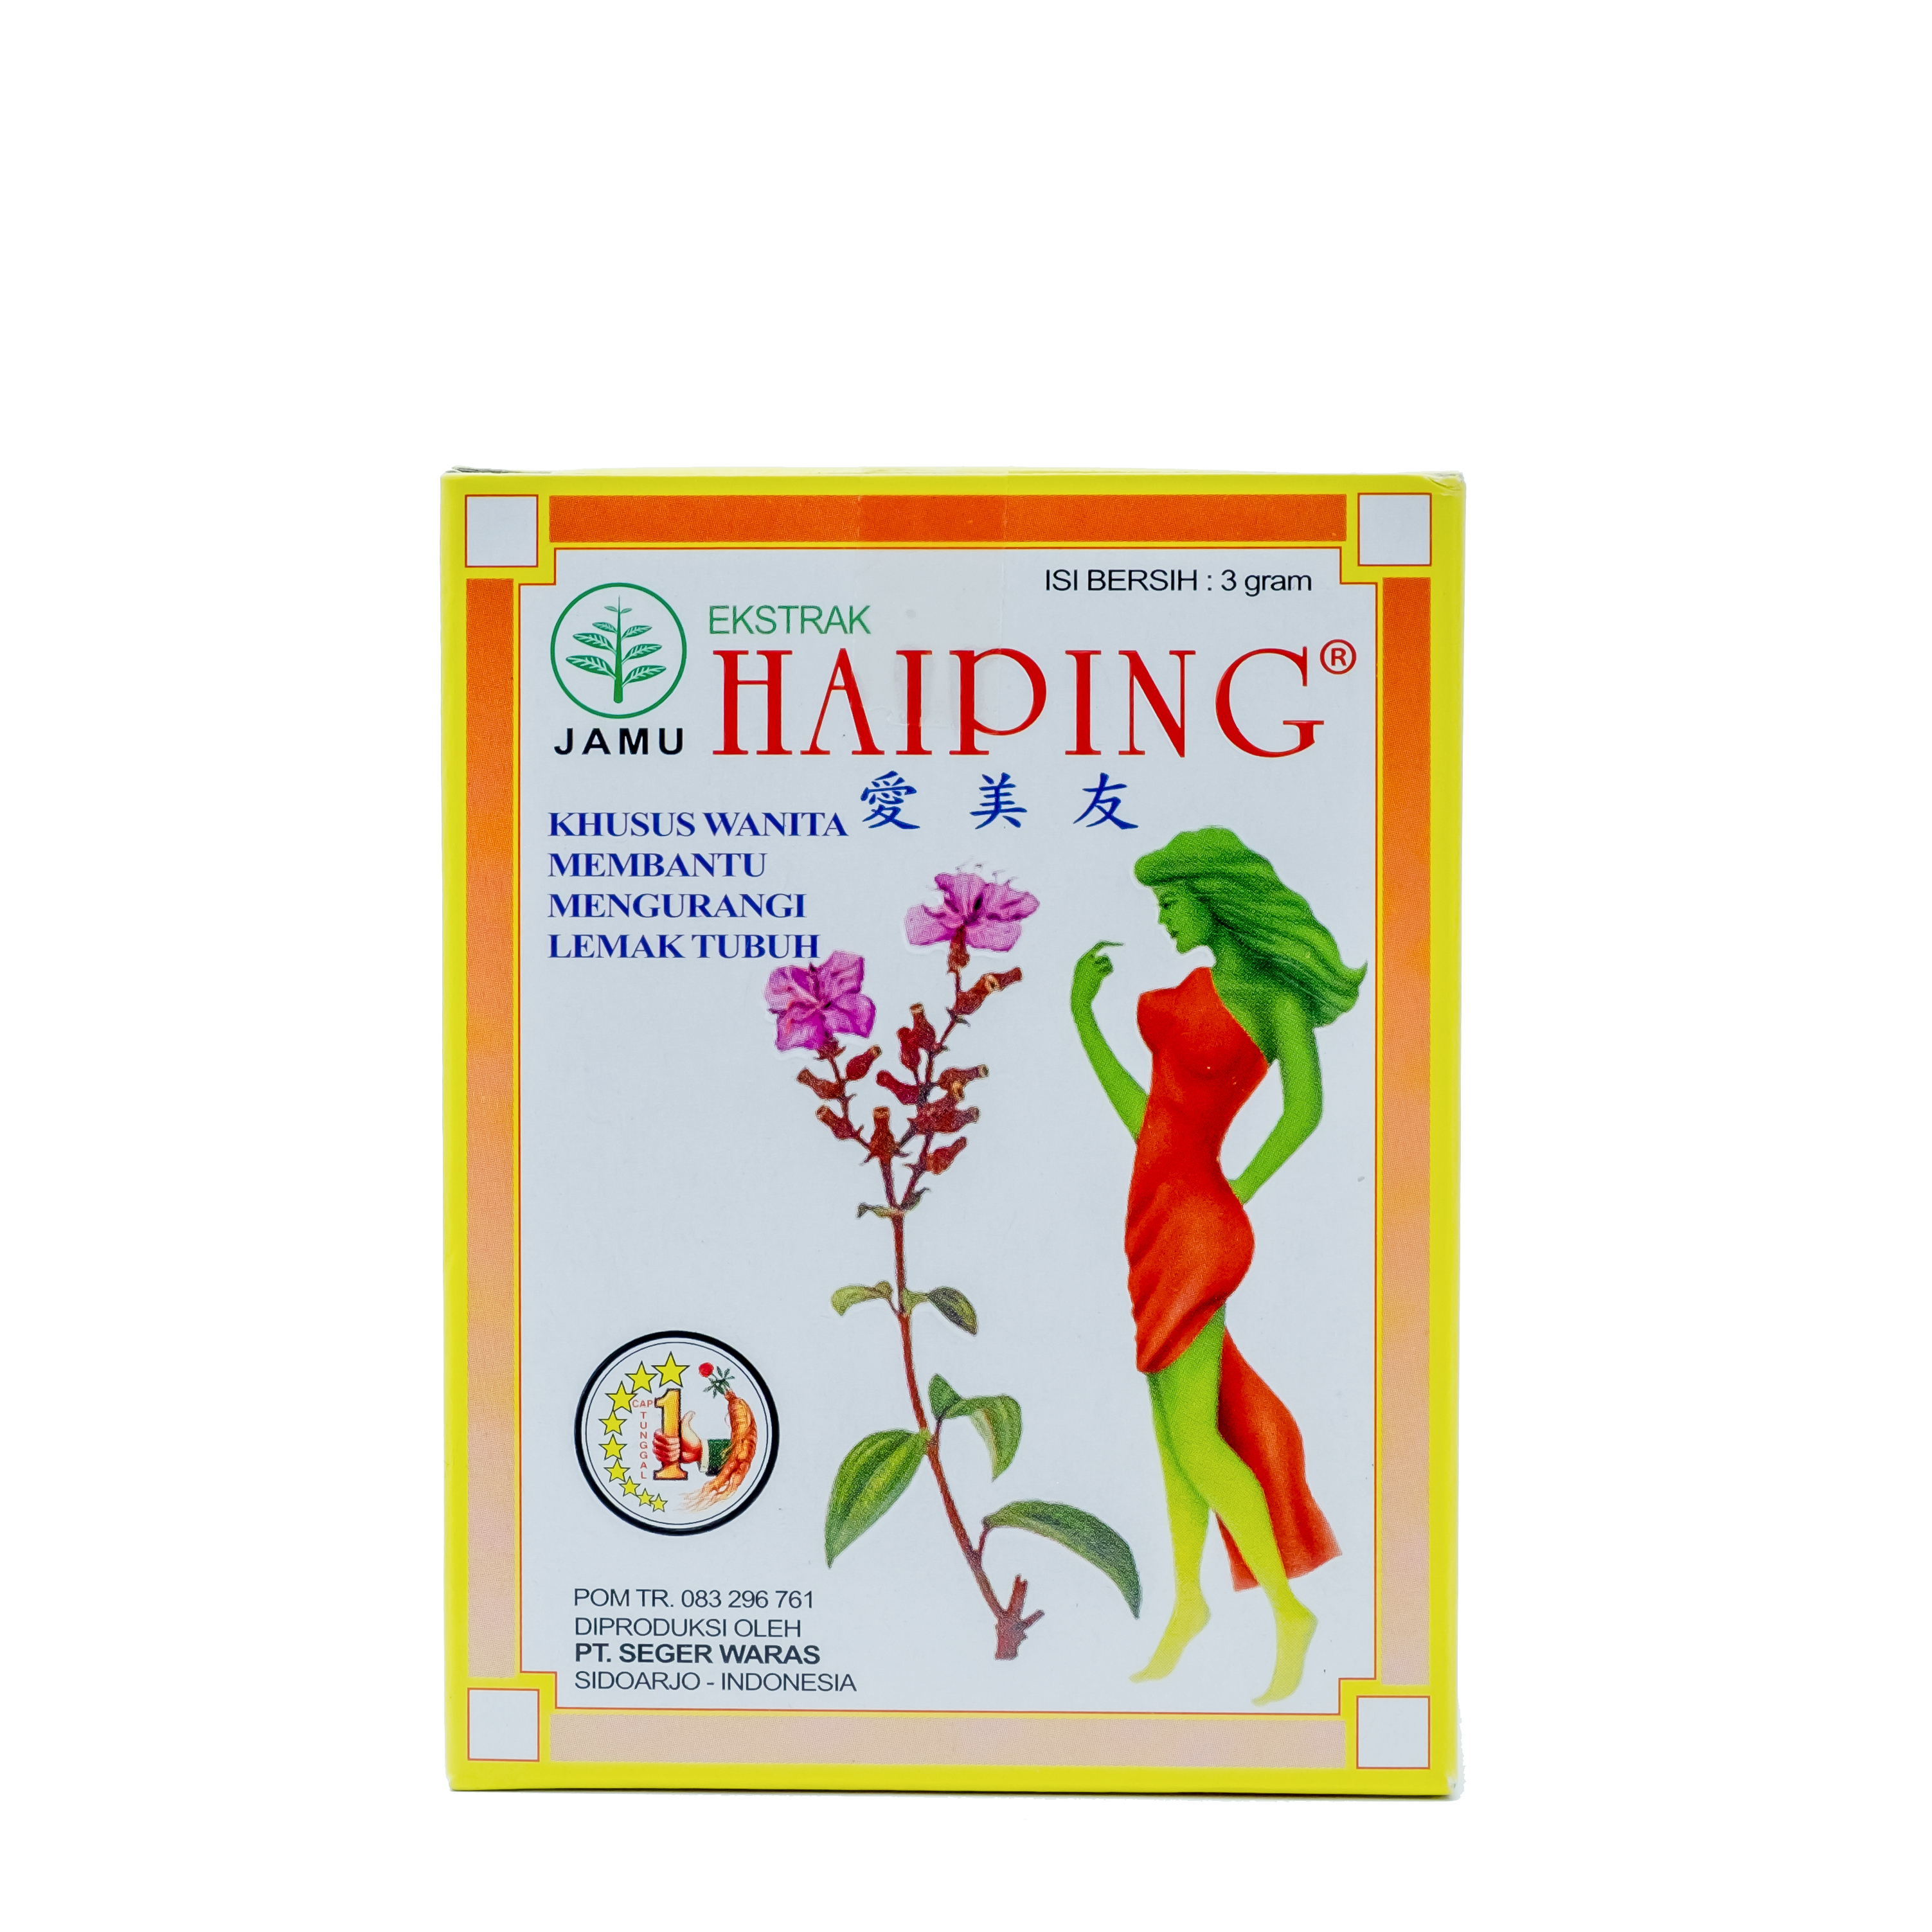 ISI BERSIH : 3 gram
EKSTRAK
HAIPING®
JAMU
愛 美 友
KHUSUS WANITA
MEMBANTU
MENGURANGI
LEMAK TUBUH
CAP
TUNGGAL
1
POM TR. 083 296 761
DIPRODUKSI OLEH
PT. SEGER WARAS
SIDOARJO - INDONESIA